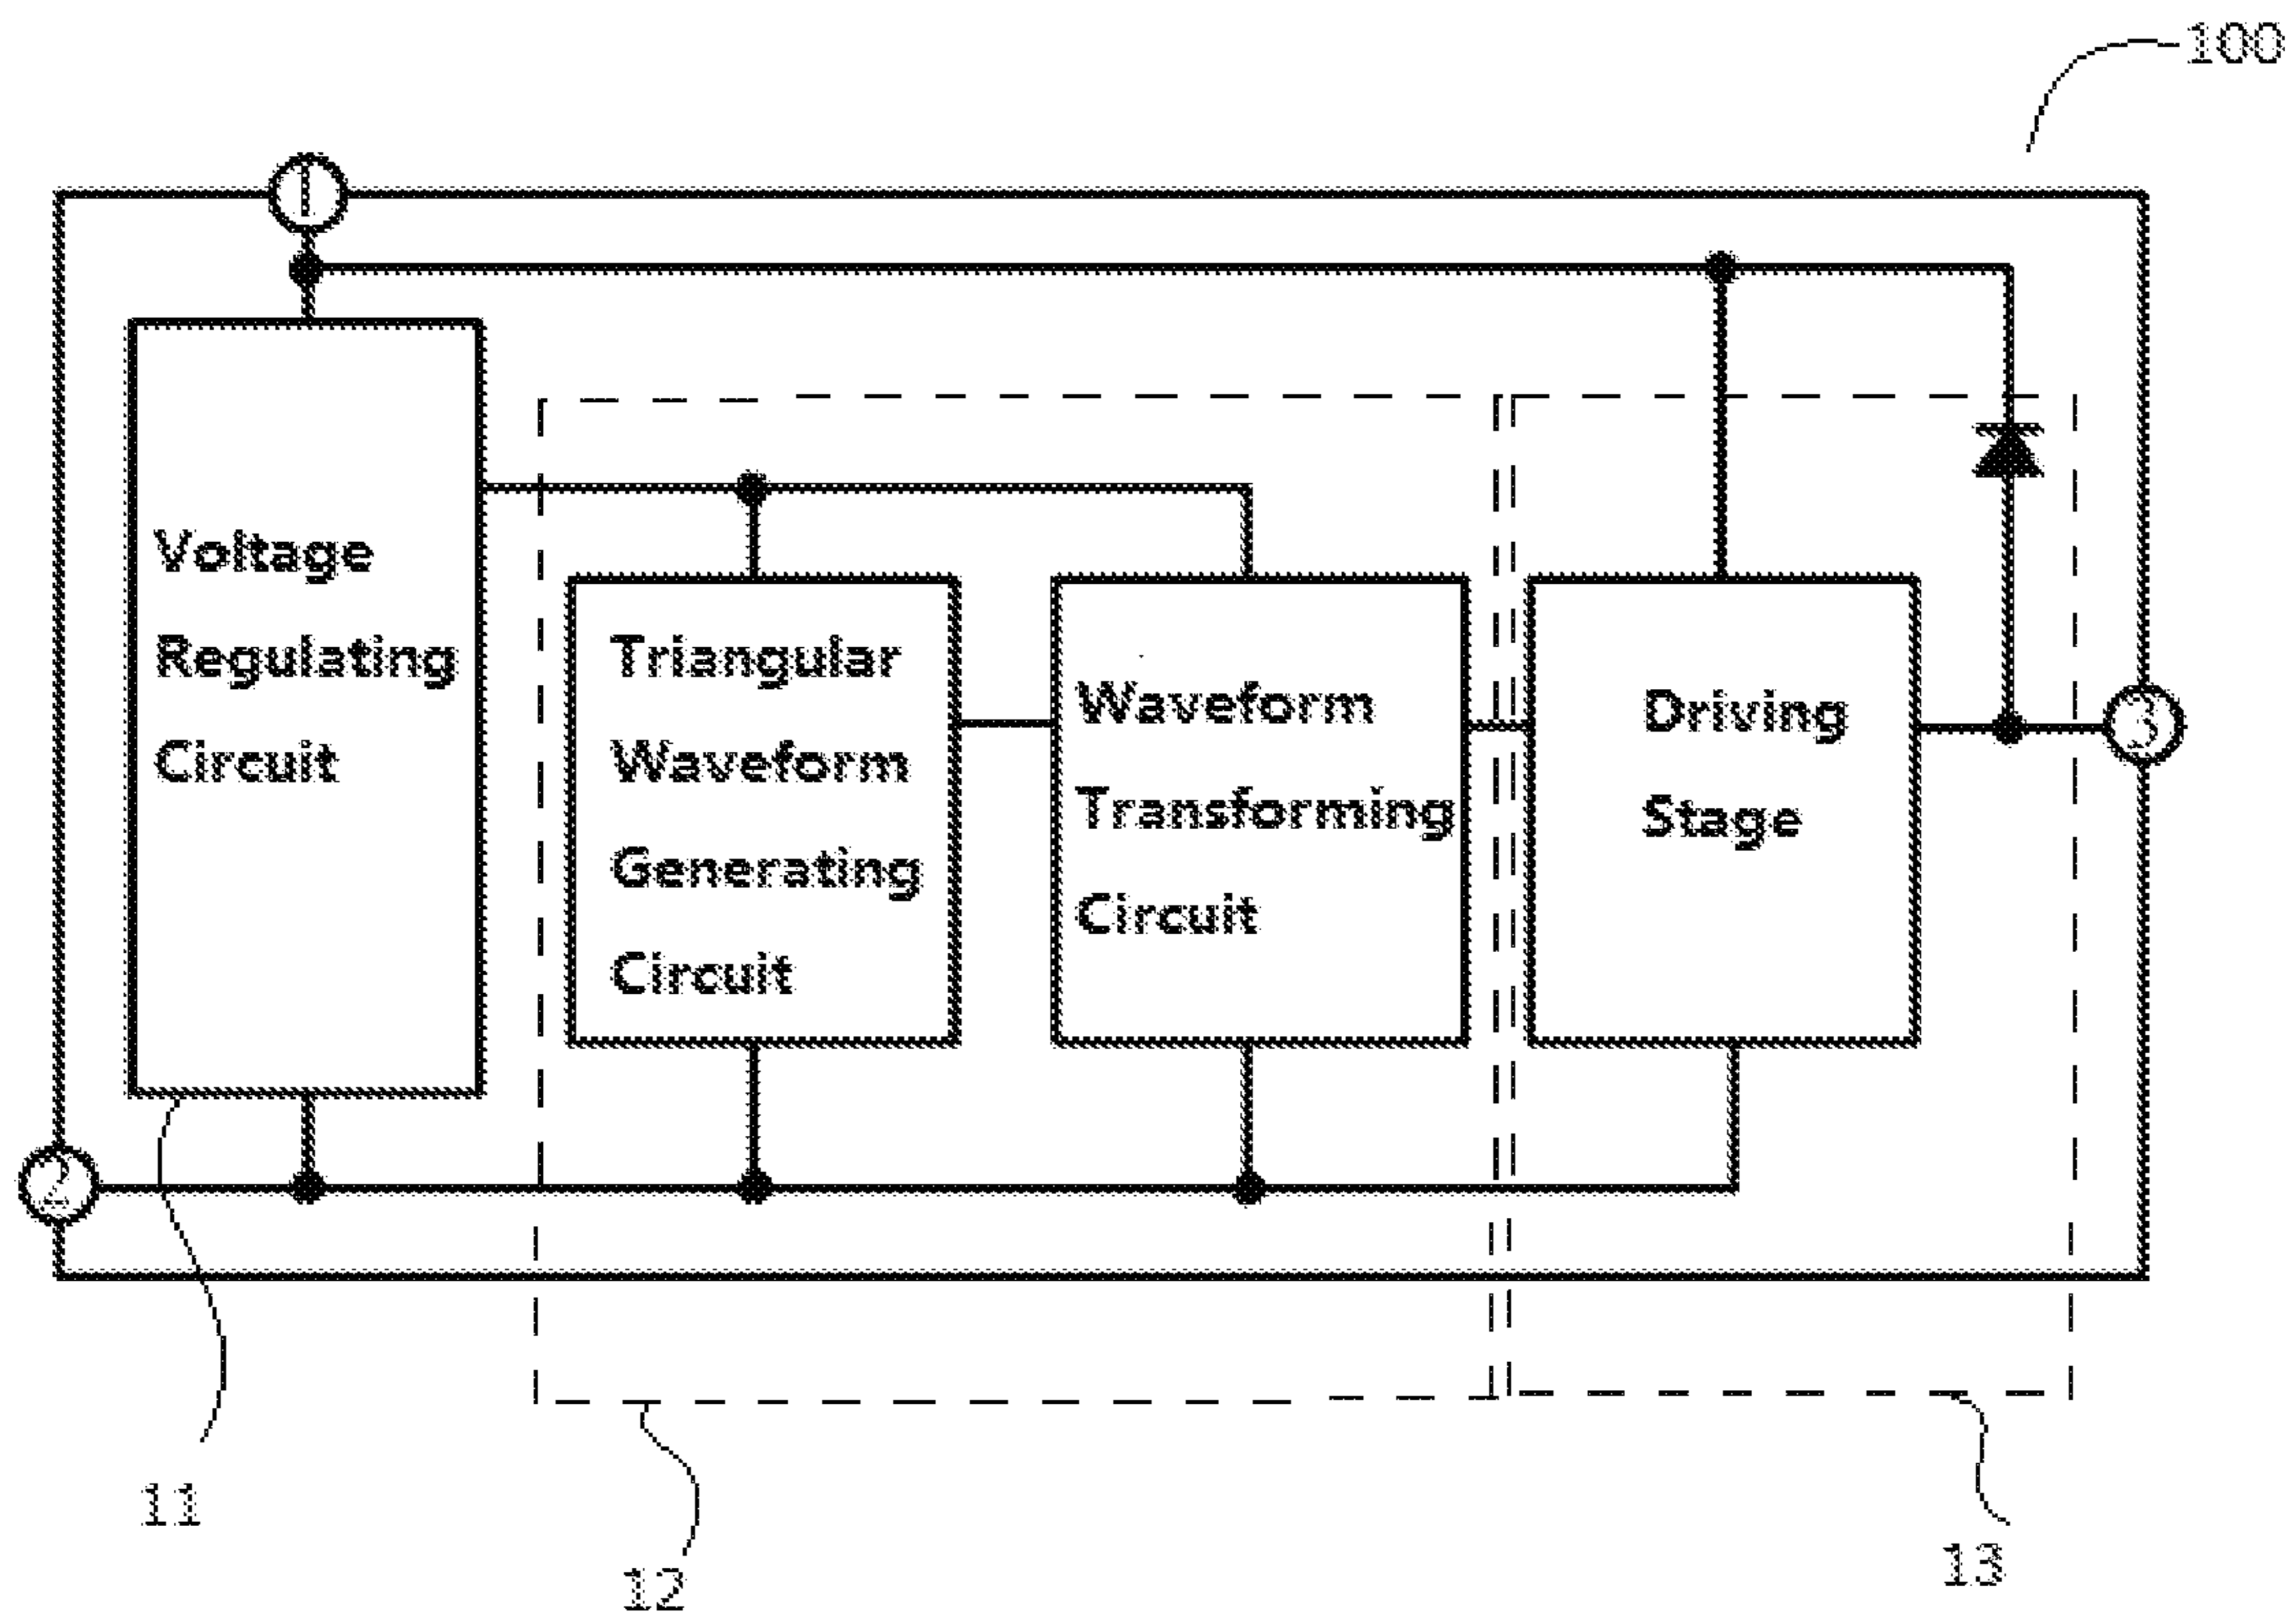 100
1
Voltage
Regulating
Circuit
Triangular
Waveform
Generating
Circuit
Waveform
Transforming
Circuit
Driving
Stage
3
2
11
12
13